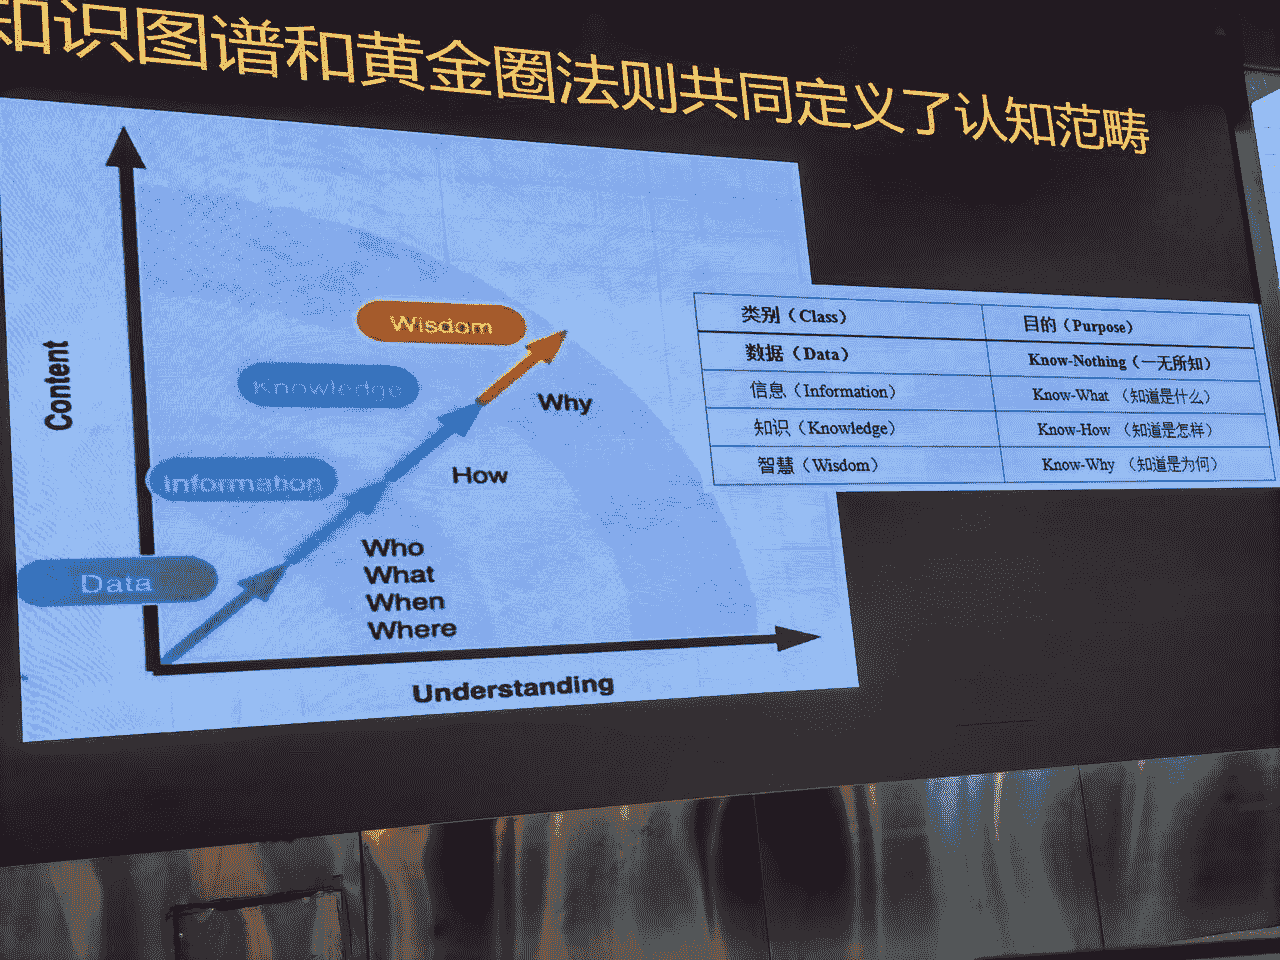 知识图谱和黄金圈法则共同定义了认知范畴
Content
Wisdom
Knowledge
Information
Data
Why
How
Who
What
When
Where
Understanding
类别（Class） 目的（Purpose）
数据（Data） Know-Nothing（一无所知）
信息（Information） Know-What （知道是什么）
知识（Knowledge） Know-How （知道是怎样）
智慧（Wisdom） Know-Why （知道是为何）